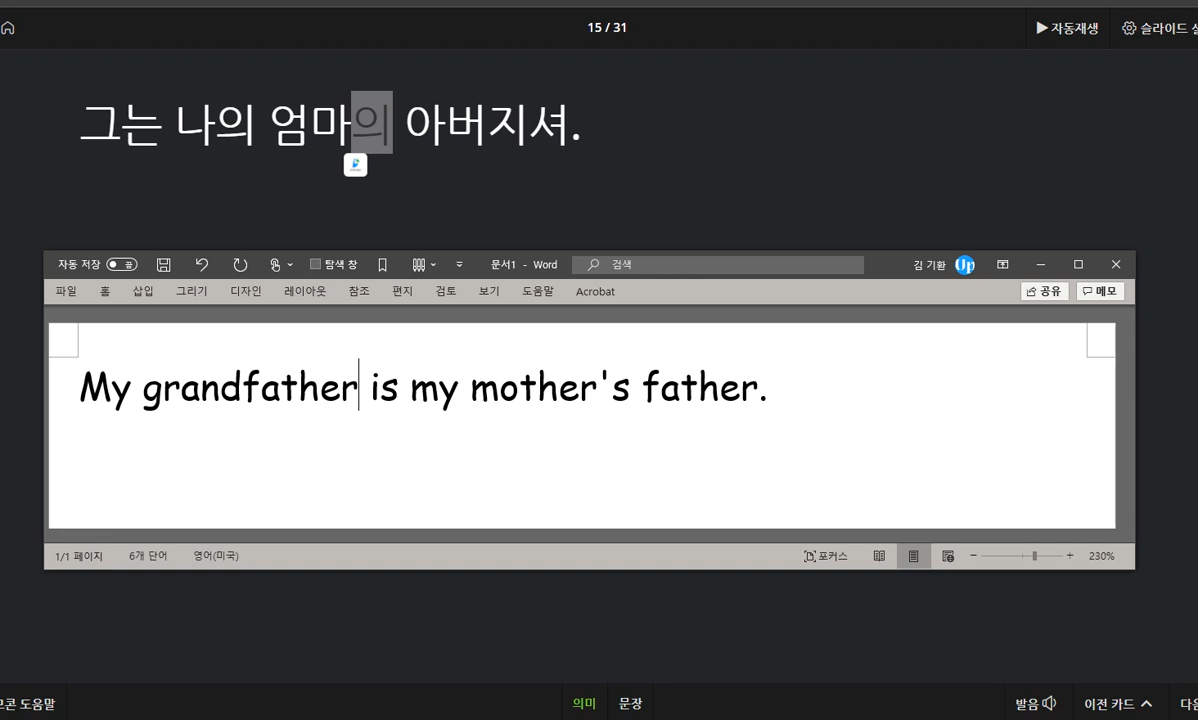 15 / 31
▶ 자동재생
슬라이드
그는 나의 엄마의 아버지셔.
자동 저장 끔 탐색 창 문서1 - Word 검색 김 기환 Up
파일 홈 삽입 그리기 디자인 레이아웃 참조 편지 검토 보기 도움말 Acrobat 공유 메모
My grandfather is my mother's father.
1/1 페이지 6개 단어 영어(미국) 포커스 - + 230%
도움말 의미 문장 발음 이전 카드